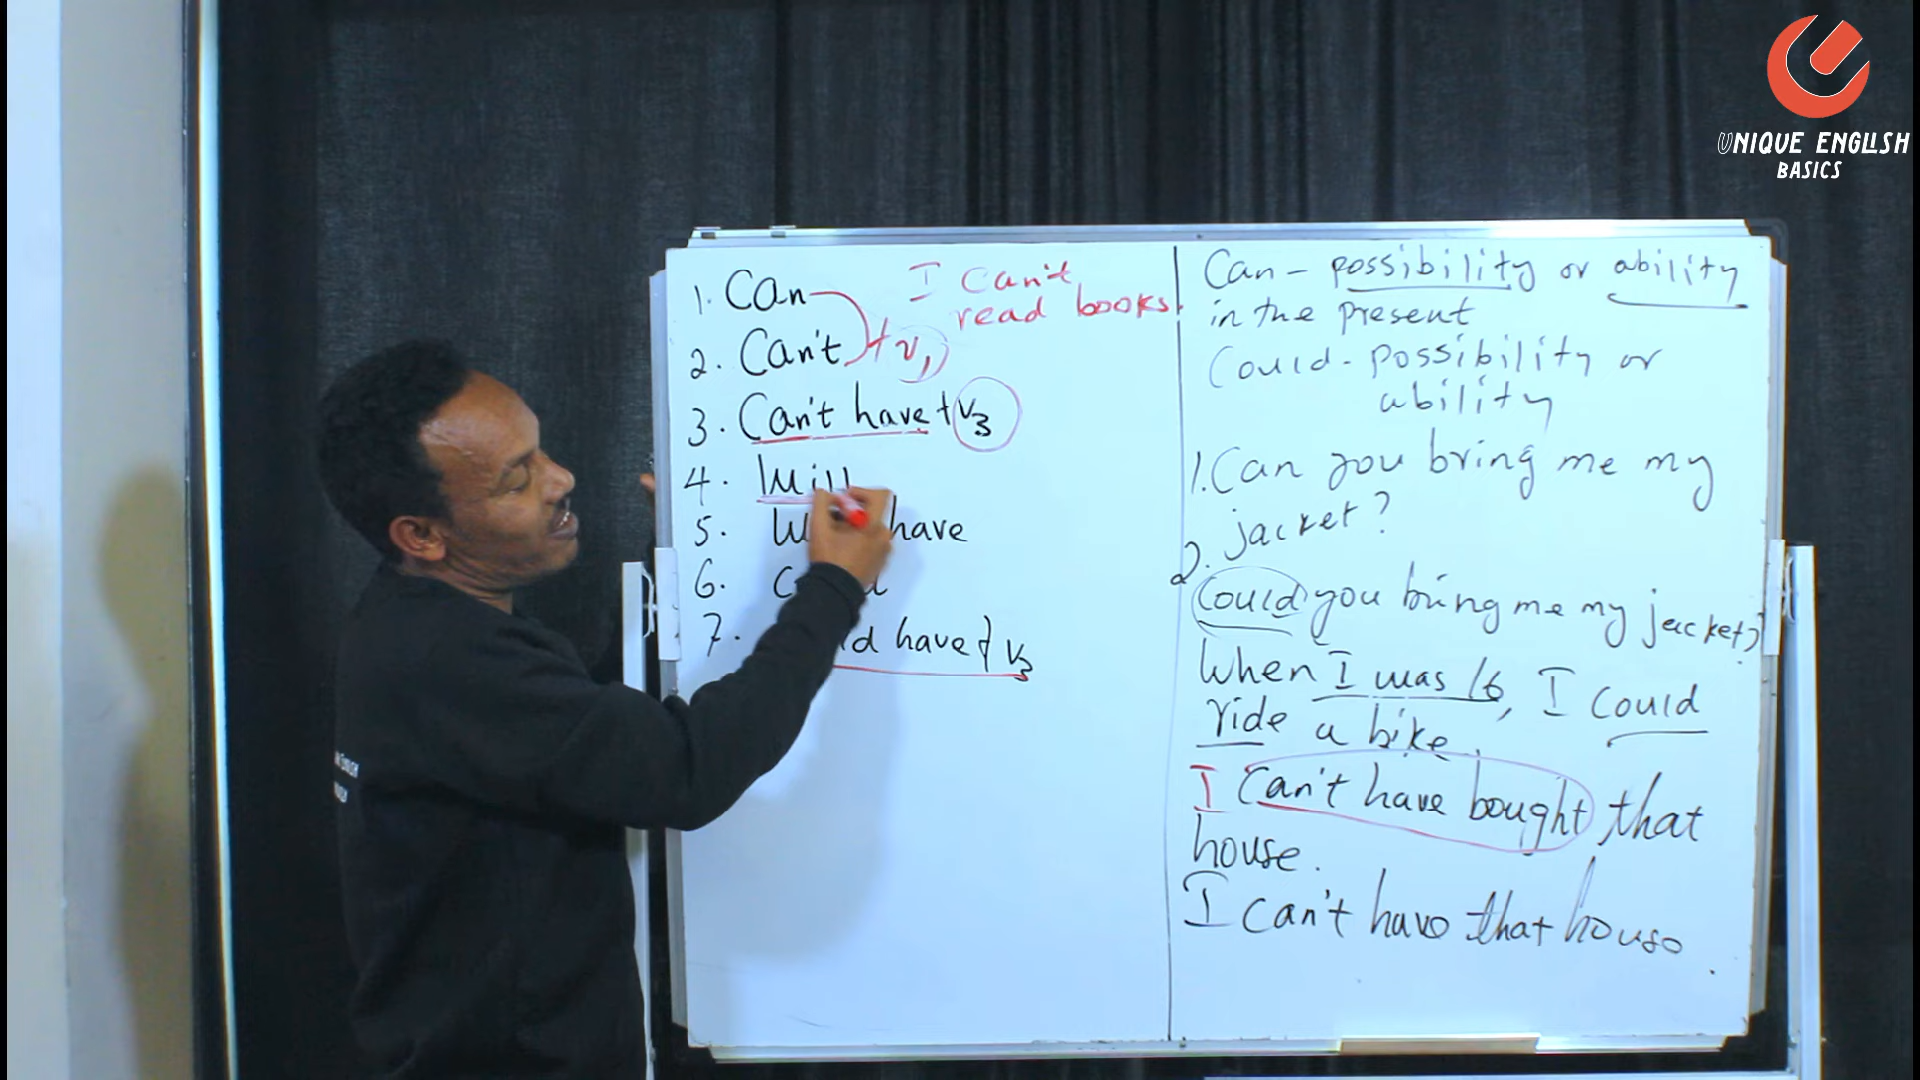 UNIQUE ENGLISH
BASICS
1. Can
2. Can't + V1
I can't
read books
3. Can't have + V3
4. Will
5. have
6.
7. have + V3
Can - possibility or ability
in the present
Could - possibility or
ability
1. Can you bring me my
jacket?
2.
Could you bring me my jacket?
When I was 16, I could
ride a bike.
I can't have bought that
house.
I can't have that house.